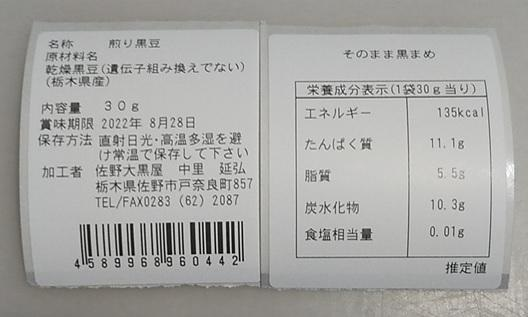 名称 煎り黒豆
原材料名
乾燥黒豆(遺伝子組み換えでない)
(栃木県産)
内容量 30g
賞味期限 2022年 8月28日
保存方法 直射日光・高温多湿を避
け常温で保存して下さい
加工者 佐野大黒屋 中里 延弘
栃木県佐野市戸奈良町857
TEL/FAX0283 (62) 2087
4589968960442
そのまま黒まめ
栄養成分表示(1袋30g当り)
エネルギー 135kcal
たんぱく質 11.1g
脂質 5.5g
炭水化物 10.3g
食塩相当量 0.01g
推定値